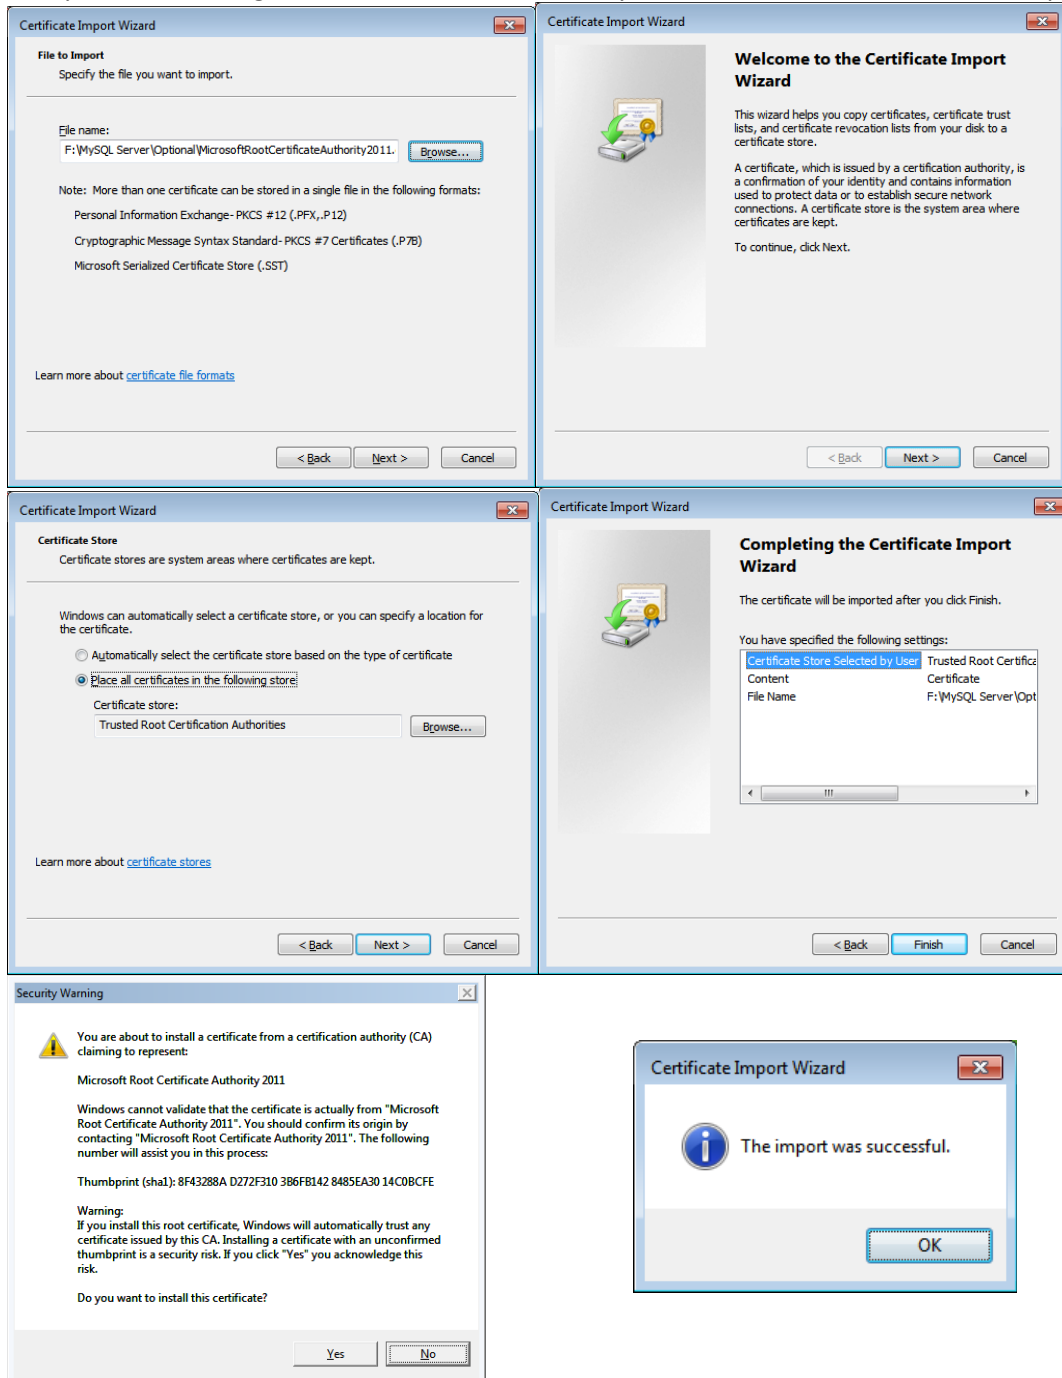 Certificate Import Wizard
File to Import
Specify the file you want to import.
File name:
F:\MySQL Server\Optional\MicrosoftRootCertificateAuthority2011.
Browse...
Note: More than one certificate can be stored in a single file in the following formats:
Personal Information Exchange- PKCS #12 (.PFX,.P12)
Cryptographic Message Syntax Standard- PKCS #7 Certificates (.P7B)
Microsoft Serialized Certificate Store (.SST)
Learn more about certificate file formats
< Back
Next >
Cancel
Certificate Import Wizard
Welcome to the Certificate Import
Wizard
This wizard helps you copy certificates, certificate trust
lists, and certificate revocation lists from your disk to a
certificate store.
A certificate, which is issued by a certification authority, is
a confirmation of your identity and contains information
used to protect data or to establish secure network
connections. A certificate store is the system area where
certificates are kept.
To continue, click Next.
< Back
Next >
Cancel
Certificate Import Wizard
Certificate Store
Certificate stores are system areas where certificates are kept.
Windows can automatically select a certificate store, or you can specify a location for
the certificate.
Automatically select the certificate store based on the type of certificate
Place all certificates in the following store
Certificate store:
Trusted Root Certification Authorities
Browse...
Learn more about certificate stores
< Back
Next >
Cancel
Certificate Import Wizard
Completing the Certificate Import
Wizard
The certificate will be imported after you click Finish.
You have specified the following settings:
Certificate Store Selected by User Trusted Root Certifica
Content Certificate
File Name F:\MySQL Server\Opt
< Back
Finish
Cancel
Security Warning
You are about to install a certificate from a certification authority (CA)
claiming to represent:
Microsoft Root Certificate Authority 2011
Windows cannot validate that the certificate is actually from "Microsoft
Root Certificate Authority 2011". You should confirm its origin by
contacting "Microsoft Root Certificate Authority 2011". The following
number will assist you in this process:
Thumbprint (sha1): 8F43288A D272F310 3B6FB142 8485EA30 14C0BCFE
Warning:
If you install this root certificate, Windows will automatically trust any
certificate issued by this CA. Installing a certificate with an unconfirmed
thumbprint is a security risk. If you click "Yes" you acknowledge this
risk.
Do you want to install this certificate?
Yes
No
Certificate Import Wizard
The import was successful.
OK